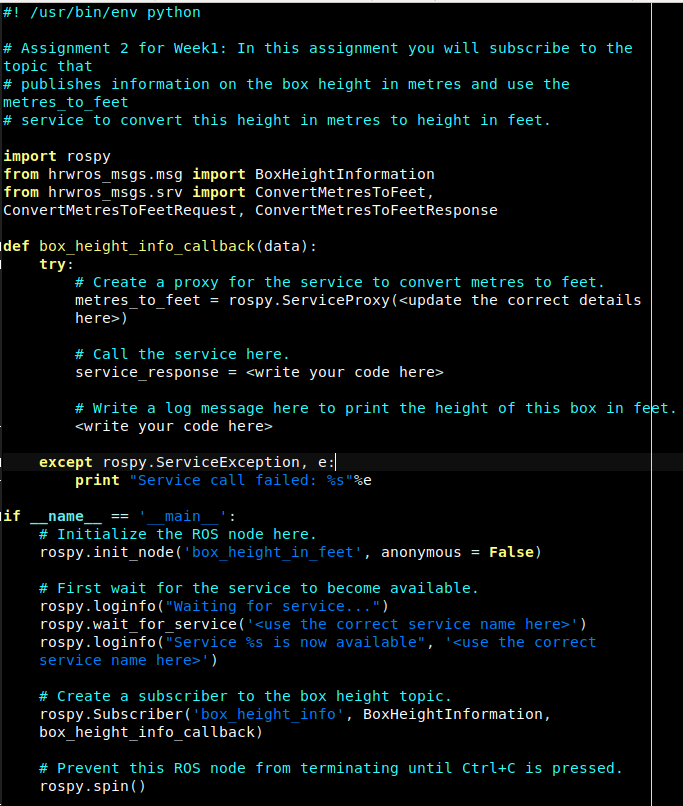 #! /usr/bin/env python

# Assignment 2 for Week1: In this assignment you will subscribe to the
topic that
# publishes information on the box height in metres and use the
metres_to_feet
# service to convert this height in metres to height in feet.

import rospy
from hrwros_msgs.msg import BoxHeightInformation
from hrwros_msgs.srv import ConvertMetresToFeet,
ConvertMetresToFeetRequest, ConvertMetresToFeetResponse

def box_height_info_callback(data):
    try:
        # Create a proxy for the service to convert metres to feet.
        metres_to_feet = rospy.ServiceProxy(<update the correct details
        here>)

        # Call the service here.
        service_response = <write your code here>

        # Write a log message here to print the height of this box in feet.
        <write your code here>

    except rospy.ServiceException, e:
        print "Service call failed: %s"%e

if __name__ == '__main__':
    # Initialize the ROS node here.
    rospy.init_node('box_height_in_feet', anonymous = False)

    # First wait for the service to become available.
    rospy.loginfo("Waiting for service...")
    rospy.wait_for_service('<use the correct service name here>')
    rospy.loginfo("Service %s is now available", '<use the correct
    service name here>')

    # Create a subscriber to the box height topic.
    rospy.Subscriber('box_height_info', BoxHeightInformation,
    box_height_info_callback)

    # Prevent this ROS node from terminating until Ctrl+C is pressed.
    rospy.spin()